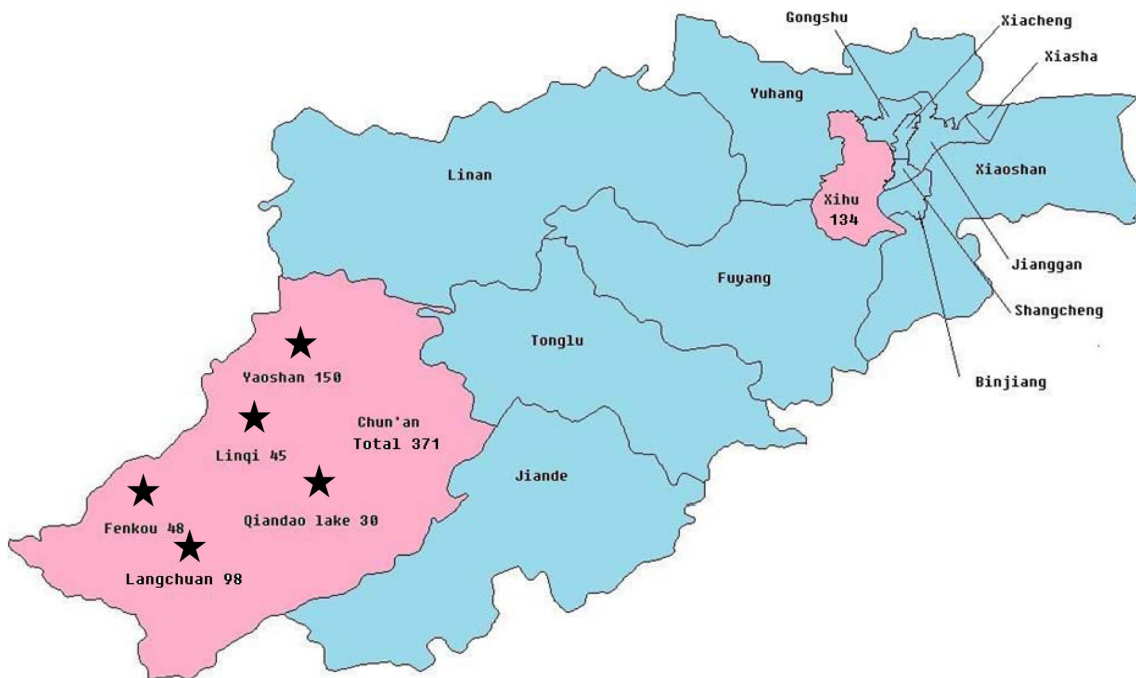 Gongshu
Xiacheng
Xiasha
Yuhang
Linan
Xiaoshan
Xihu
134
Jianggan
Fuyang
Shangcheng
Tonglu
Yaoshan 150
Binjiang
Chun'an
Total 371
Linqi 45
Jiande
Qiandao lake 30
Fenkou 48
Langchuan 98